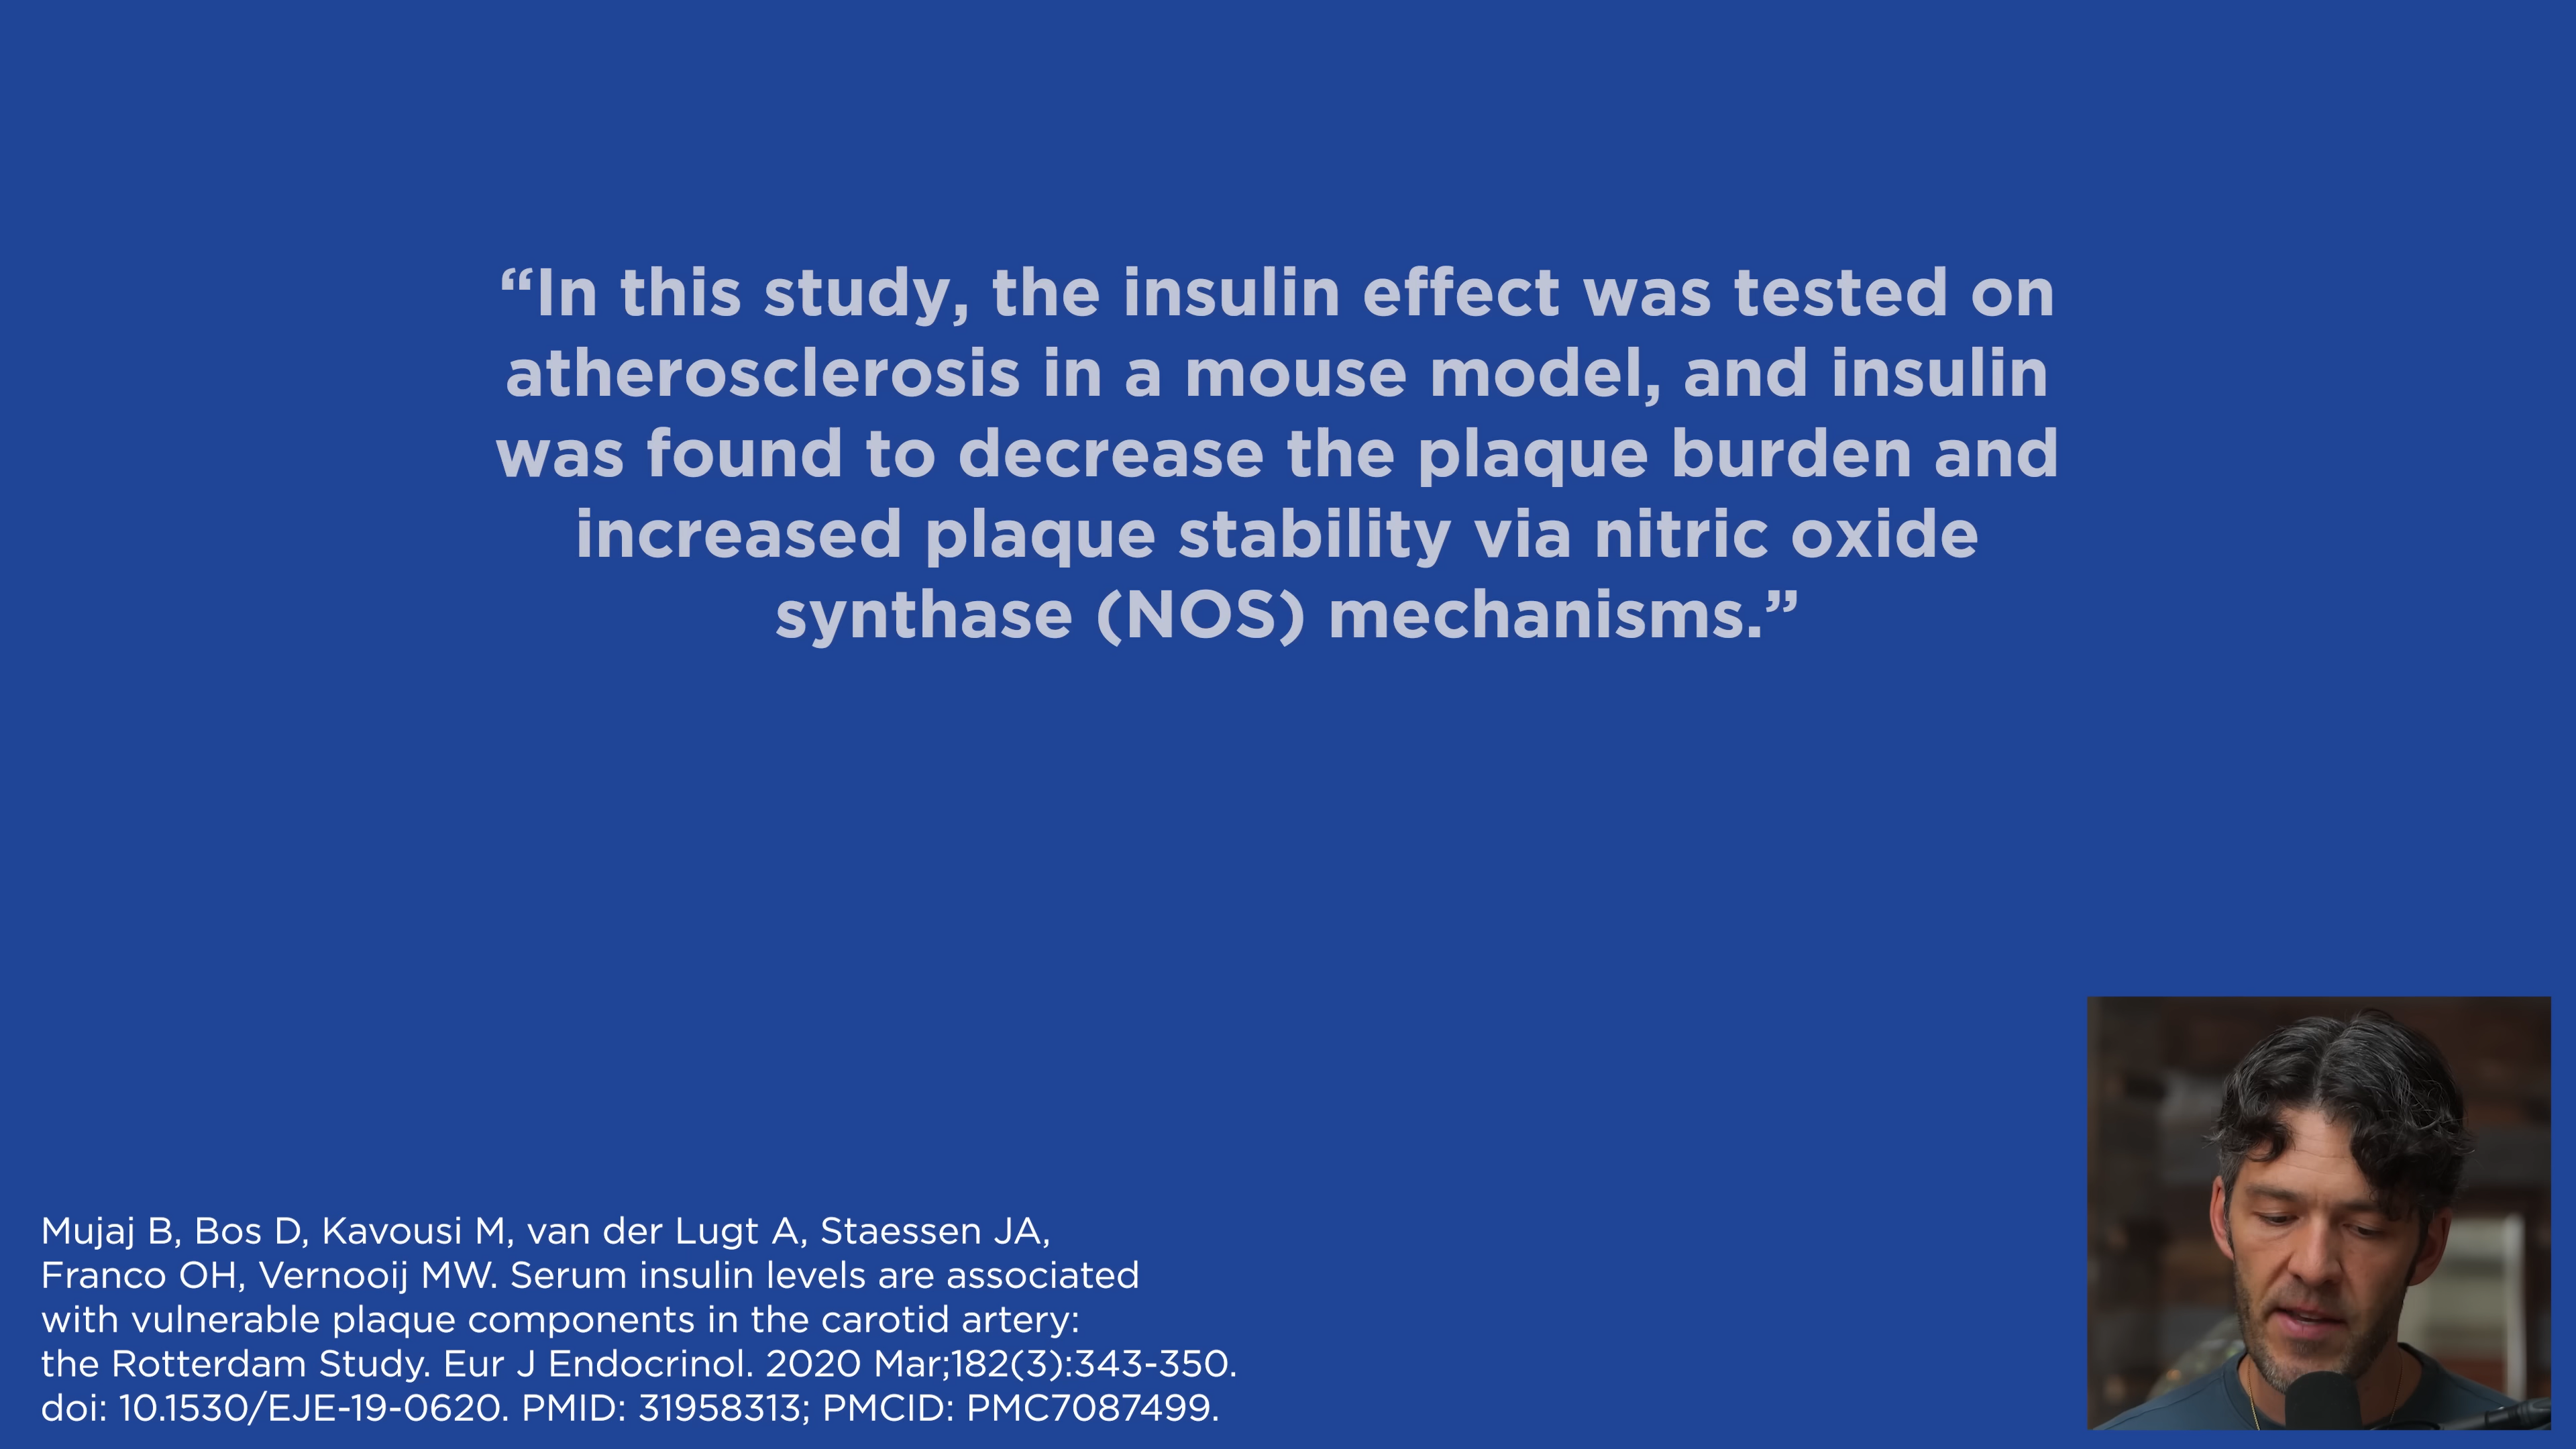 “In this study, the insulin effect was tested on
atherosclerosis in a mouse model, and insulin
was found to decrease the plaque burden and
increased plaque stability via nitric oxide
synthase (NOS) mechanisms.”
Mujaj B, Bos D, Kavousi M, van der Lugt A, Staessen JA,
Franco OH, Vernooij MW. Serum insulin levels are associated
with vulnerable plaque components in the carotid artery:
the Rotterdam Study. Eur J Endocrinol. 2020 Mar;182(3):343-350.
doi: 10.1530/EJE-19-0620. PMID: 31958313; PMCID: PMC7087499.